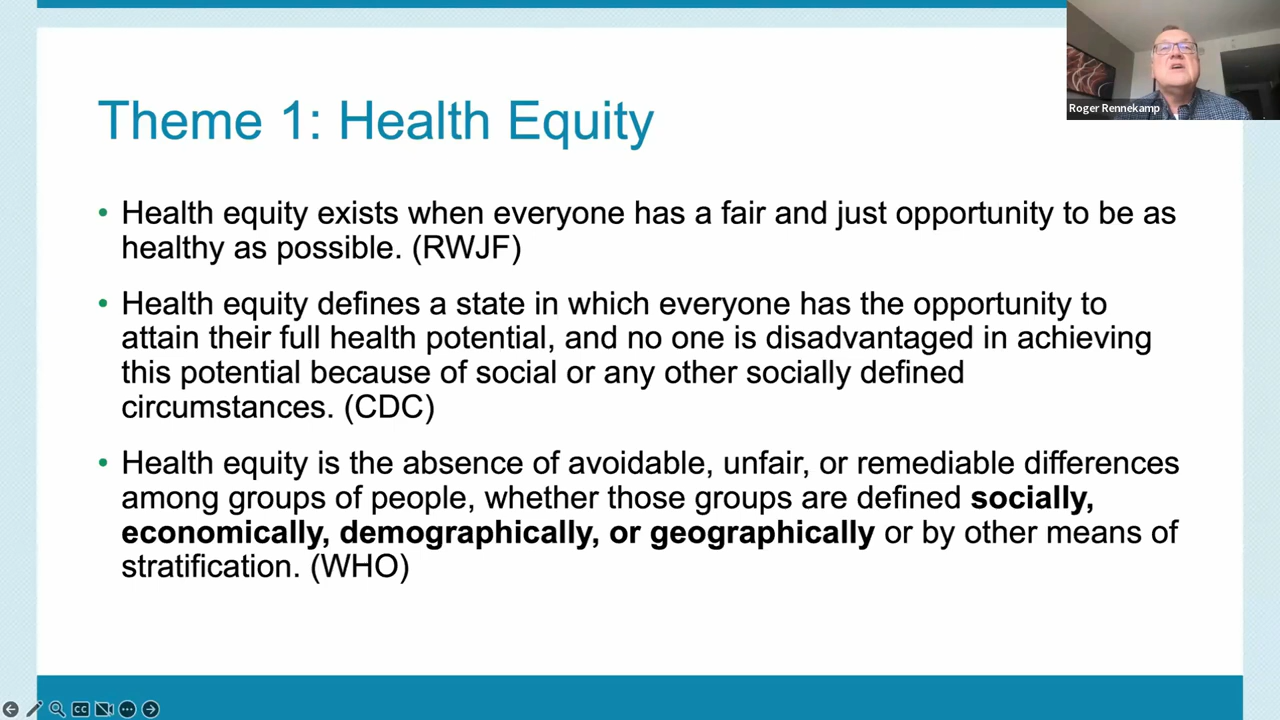 Roger Rennekamp
Theme 1: Health Equity
• Health equity exists when everyone has a fair and just opportunity to be as
healthy as possible. (RWJF)
• Health equity defines a state in which everyone has the opportunity to
attain their full health potential, and no one is disadvantaged in achieving
this potential because of social or any other socially defined
circumstances. (CDC)
• Health equity is the absence of avoidable, unfair, or remediable differences
among groups of people, whether those groups are defined socially,
economically, demographically, or geographically or by other means of
stratification. (WHO)
CC